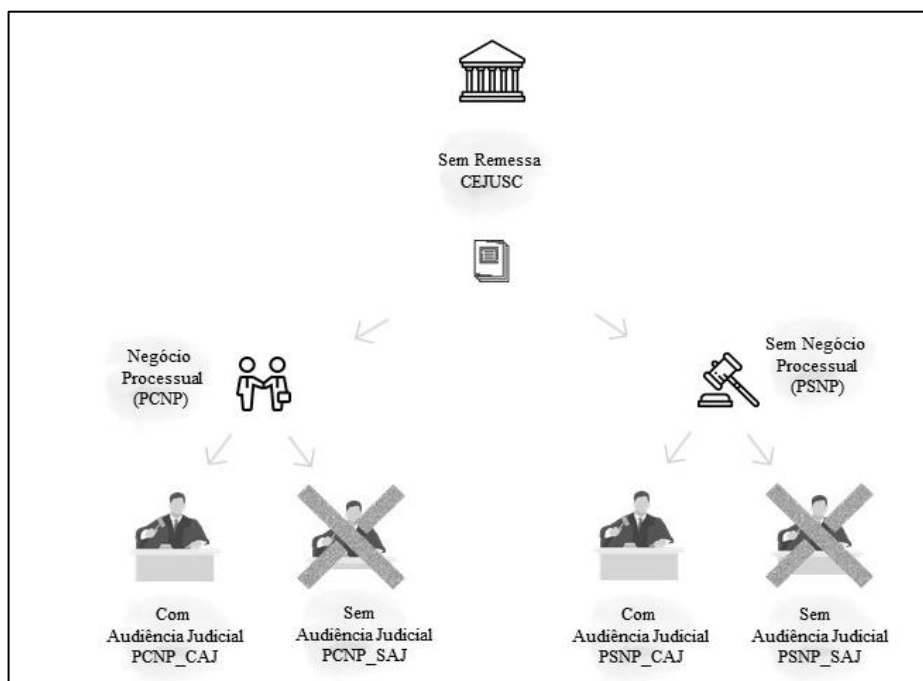 Sem Remessa
CEJUSC
Negócio
Processual
(PCNP)
Sem Negócio
Processual
(PSNP)
Com
Audiência Judicial
PCNP_CAJ
Sem
Audiência Judicial
PCNP_SAJ
Com
Audiência Judicial
PSNP_CAJ
Sem
Audiência Judicial
PSNP_SAJ